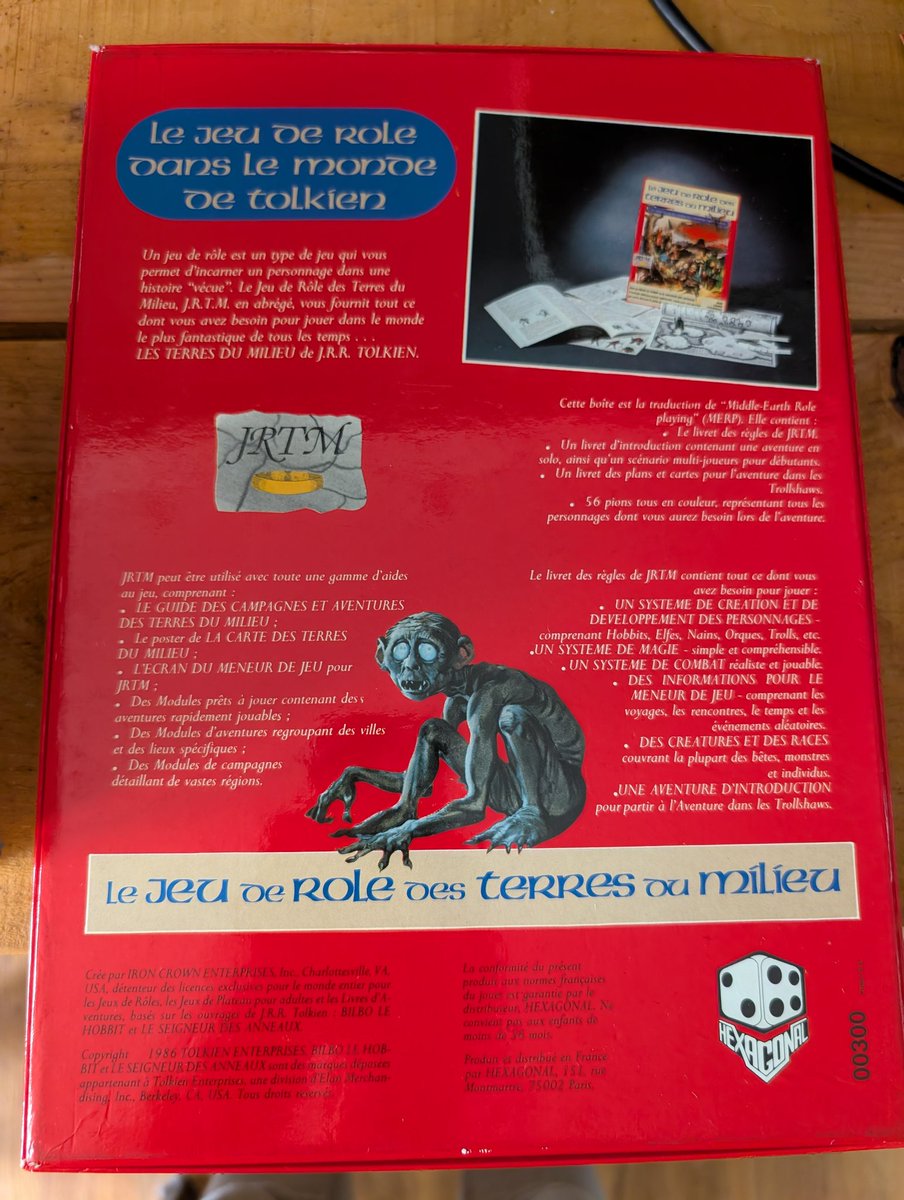 Le Jeu de Role
dans le monde
de tolkien
Un jeu de rôle est un type de jeu qui vous
permet d'incarner un personnage dans une
histoire "vécue". Le Jeu de Rôle des Terres du
Milieu, J.R.T.M. en abrégé, vous fournit tout ce
dont vous avez besoin pour jouer dans le monde
le plus fantastique de tous les temps . . .
LES TERRES DU MILIEU de J.R.R. TOLKIEN.
Le Jeu de Role des
terres du milieu
JRTM
Cette boîte est la traduction de "Middle-Earth Role
playing" (MERP). Elle contient :
• Le livret des règles de JRTM.
• Un livret d'introduction contenant une aventure en
solo, ainsi qu'un scénario multi-joueurs pour débutants.
• Un livret des plans et cartes pour l'aventure dans les
Trollshaws.
• 56 pions tous en couleur, représentant tous les
personnages dont vous aurez besoin lors de l'aventure.
JRTM peut être utilisé avec toute une gamme d'aides
au jeu, comprenant :
• LE GUIDE DES CAMPAGNES ET AVENTURES
DES TERRES DU MILIEU ;
• Le poster de LA CARTE DES TERRES
DU MILIEU ;
• L'ECRAN DU MENEUR DE JEU pour
JRTM ;
• Des Modules prêts à jouer contenant des
aventures rapidement jouables ;
• Des Modules d'aventures regroupant des villes
et des lieux spécifiques ;
• Des Modules de campagnes
détaillant de vastes régions.
Le livret des règles de JRTM contient tout ce dont vous
avez besoin pour jouer :
• UN SYSTEME DE CREATION ET DE
DEVELOPPEMENT DES PERSONNAGES -
comprenant Hobbits, Elfes, Nains, Orques, Trolls, etc.
•UN SYSTEME DE MAGIE - simple et compréhensible.
• UN SYSTEME DE COMBAT réaliste et jouable.
• DES INFORMATIONS POUR LE
MENEUR DE JEU - comprenant les
voyages, les rencontres, le temps et les
événements aléatoires.
• DES CREATURES ET DES RACES
couvrant la plupart des bêtes, monstres
et individus.
•UNE AVENTURE D'INTRODUCTION
pour partir à l'Aventure dans les Trollshaws.
Le Jeu de Role des terres du milieu
Crée par IRON CROWN ENTERPRISES, Inc, Charlottesville, VA,
USA, détenteur des licences exclusives pour le monde entier pour
les Jeux de Rôles, les Jeux de Plateau pour adultes et les Livres d'A-
ventures, basés sur les ouvrages de J.R.R. Tolkien : BILBO LE
HOBBIT et LE SEIGNEUR DES ANNEAUX.
Copyright 1986 TOLKIEN ENTERPRISES. BILBO LE HOB-
BIT et LE SEIGNEUR DES ANNEAUX sont des marques déposées
appartenant à Tolkien Enterprises, une division d'Elan Merchan-
dising, Inc., Berkeley, CA, USA. Tous droits reservés.
La conformité du présent
produit aux normes françaises
du jouet est garantie par le
distributeur, HEXAGONAL. Ne
convient pas aux enfants de
moins de 36 mois.
Produit et distribué en France
par HEXAGONAL, rue
Montmartre, 75002 Paris.
HEXAGONAL
00300